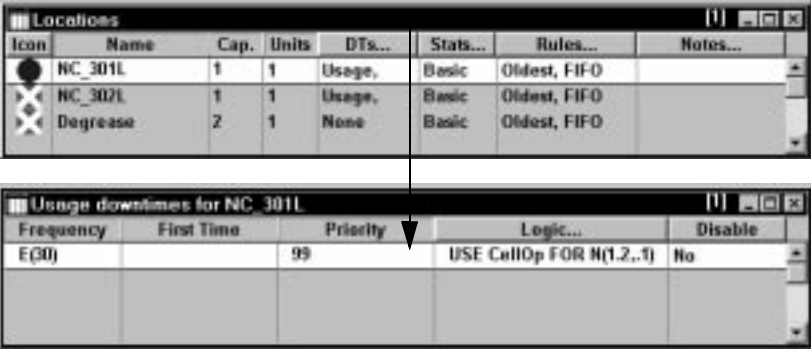 Locations [1]
Icon Name Cap. Units DTs... Stats... Rules... Notes...
NC_301L 1 1 Usage, Basic Oldest, FIFO
NC_302L 1 1 Usage, Basic Oldest, FIFO
Degrease 2 1 None Basic Oldest, FIFO
Usage downtimes for NC_301L [1]
Frequency First Time Priority Logic... Disable
E(30) 99 USE CellOp FOR N(1.2,.1) No